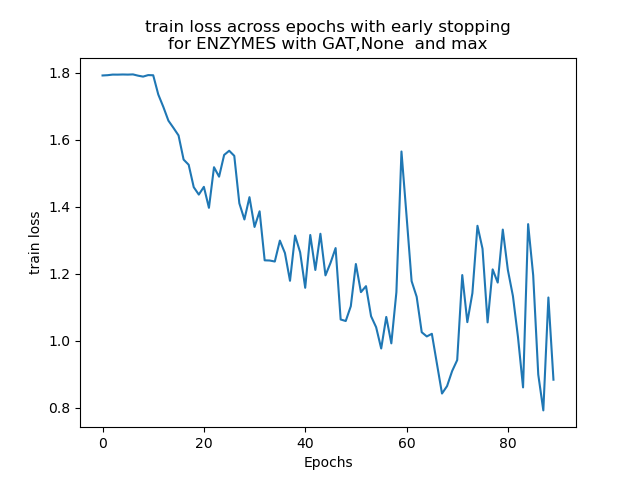 train loss across epochs with early stopping
for ENZYMES with GAT,None  and max
1.8
1.6
1.4
1.2
1.0
0.8
train loss
0
20
40
60
80
Epochs